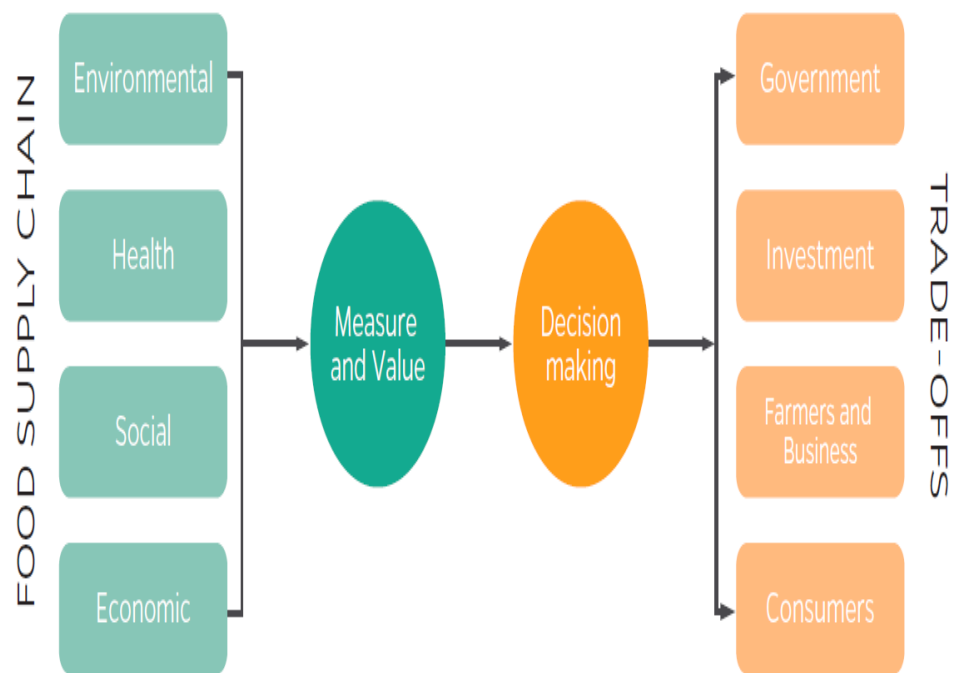 FOOD SUPPLY CHAIN
Environmental
Health
Social
Economic
Measure
and Value
Decision
making
Government
Investment
Farmers and
Business
Consumers
TRADE-OFFS